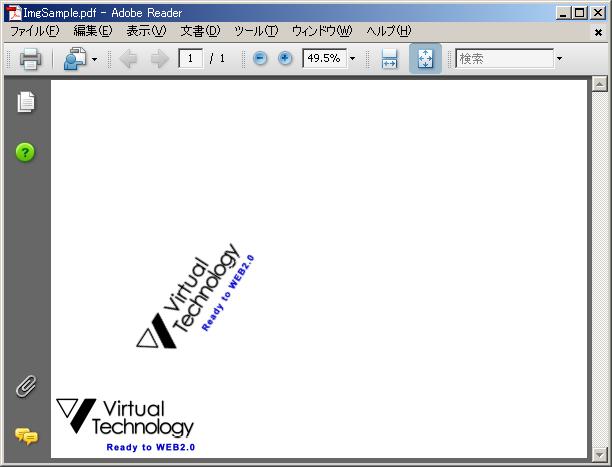 ImgSample.pdf - Adobe Reader
ファイル(F) 編集(E) 表示(V) 文書(D) ツール(T) ウィンドウ(W) ヘルプ(H)
1 / 1 49.5% 検索
Virtual
Technology
Ready to WEB2.0
Virtual
Technology
Ready to WEB2.0